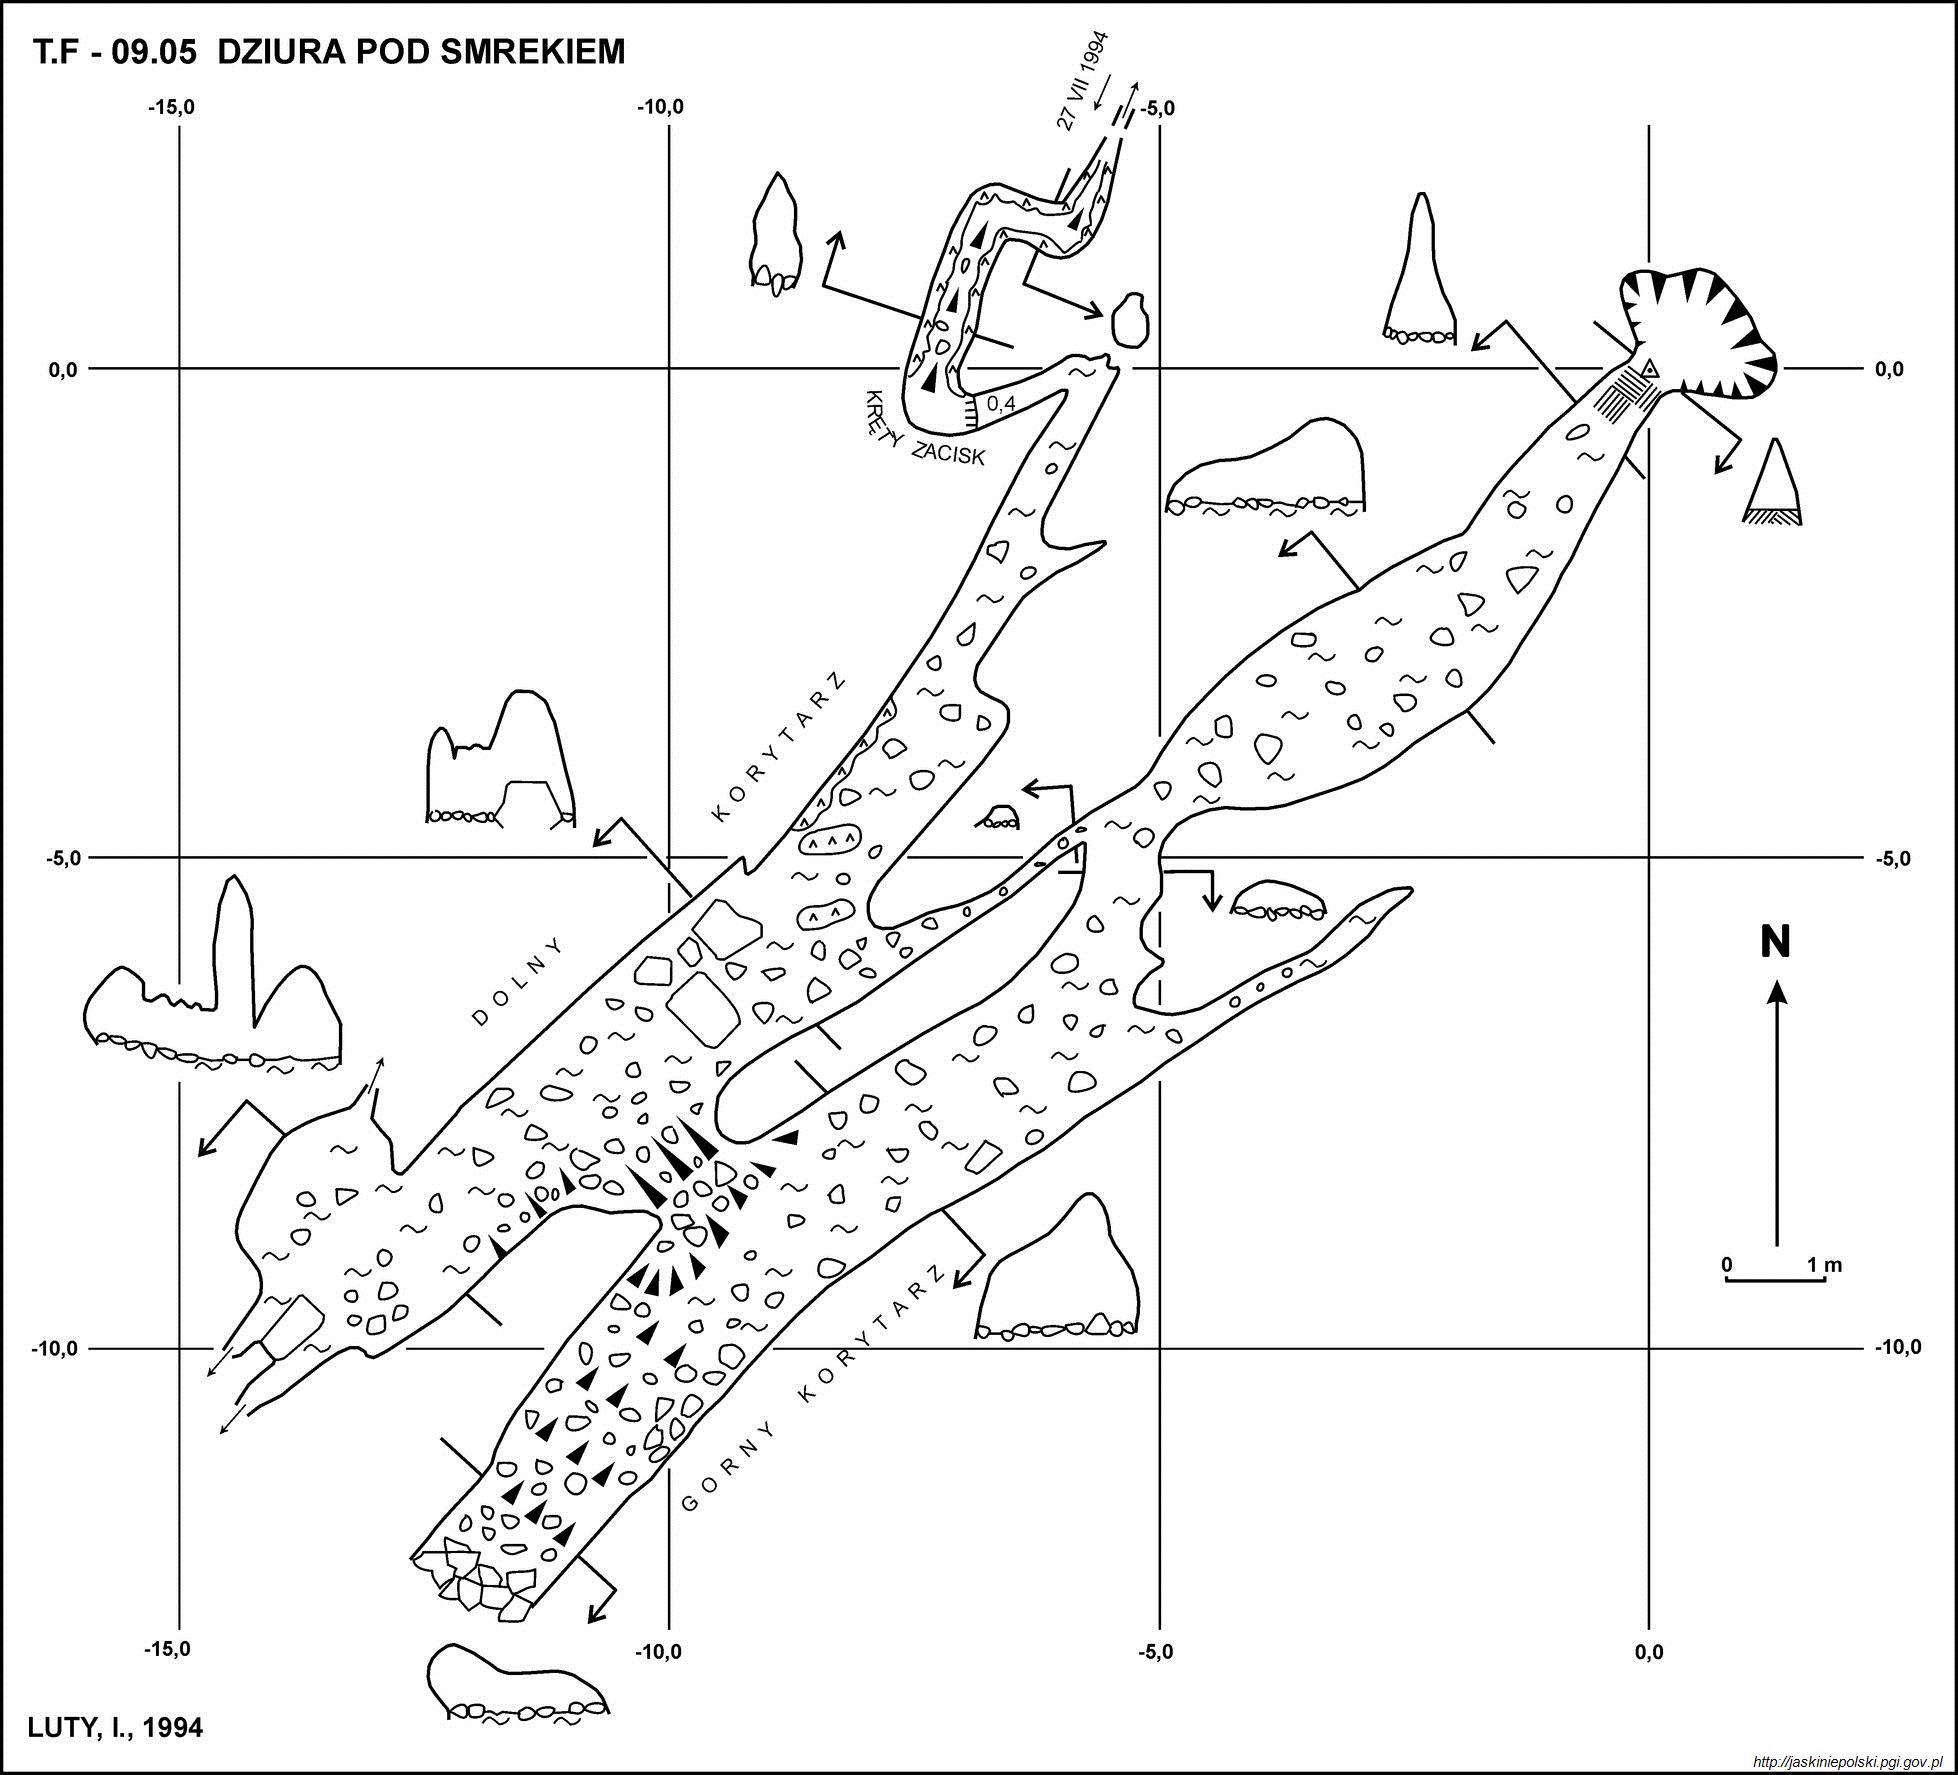 T.F - 09.05 DZIURA POD SMREKIEM
27 VII 1994
-15,0
-10,0
-5,0
0,0
0,0
0,4
KRĘTY ZACISK
KORYTARZ
-5,0
-5,0
DOLNY
N
0 1 m
-10,0
-10,0
GORNY KORYTARZ
-15,0
-10,0
-5,0
0,0
LUTY, I., 1994
http://jaskiniepolski.pgi.gov.pl